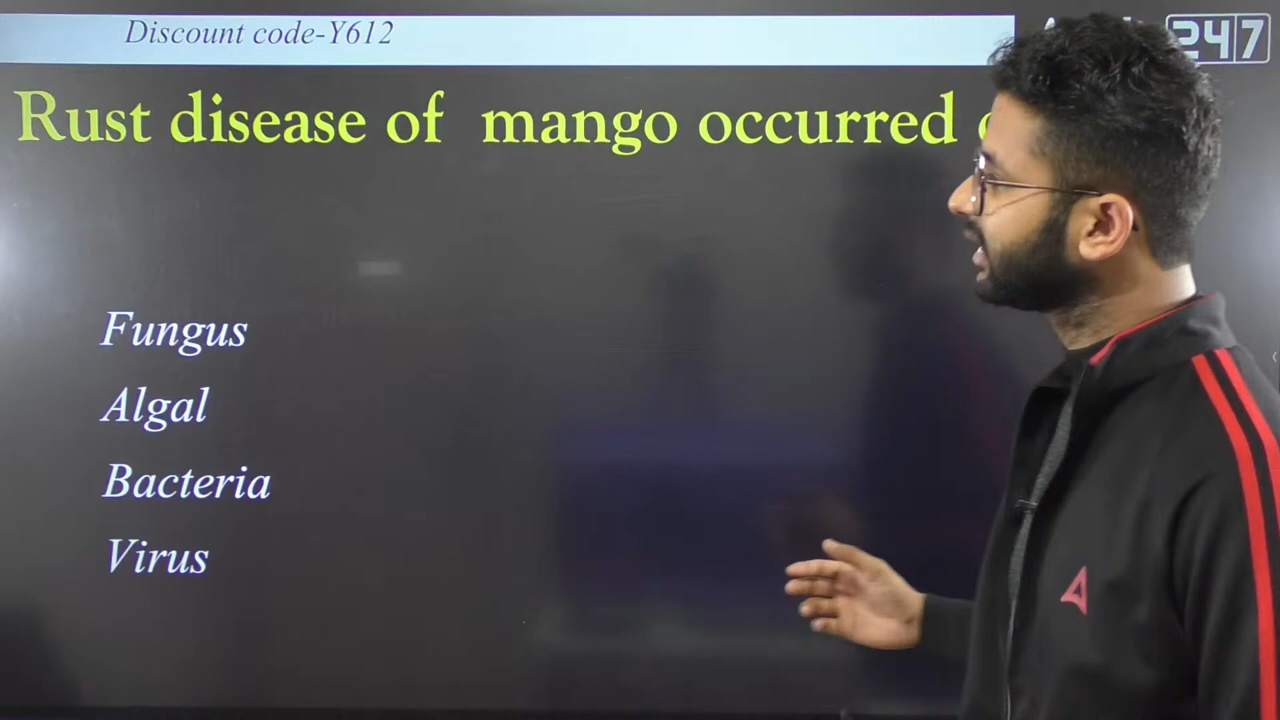 Discount code-Y612
247
Rust disease of mango occurred
Fungus
Algal
Bacteria
Virus